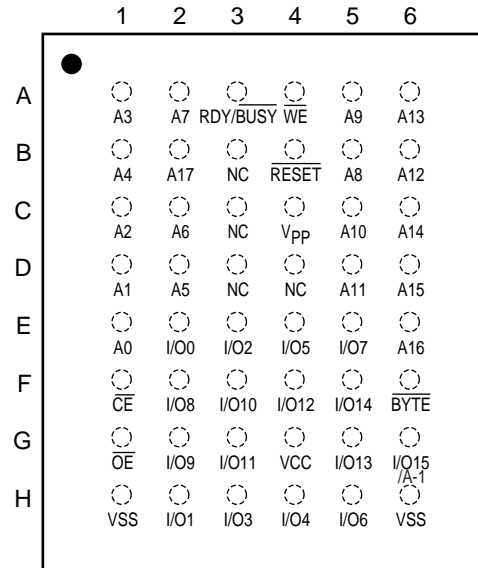 1 2 3 4 5 6
A
A3 A7 RDY/BUSY WE A9 A13
B
A4 A17 NC RESET A8 A12
C
A2 A6 NC VPP A10 A14
D
A1 A5 NC NC A11 A15
E
A0 I/O0 I/O2 I/O5 I/O7 A16
F
CE I/O8 I/O10 I/O12 I/O14 BYTE
G
OE I/O9 I/O11 VCC I/O13 I/O15
/A-1
H
VSS I/O1 I/O3 I/O4 I/O6 VSS